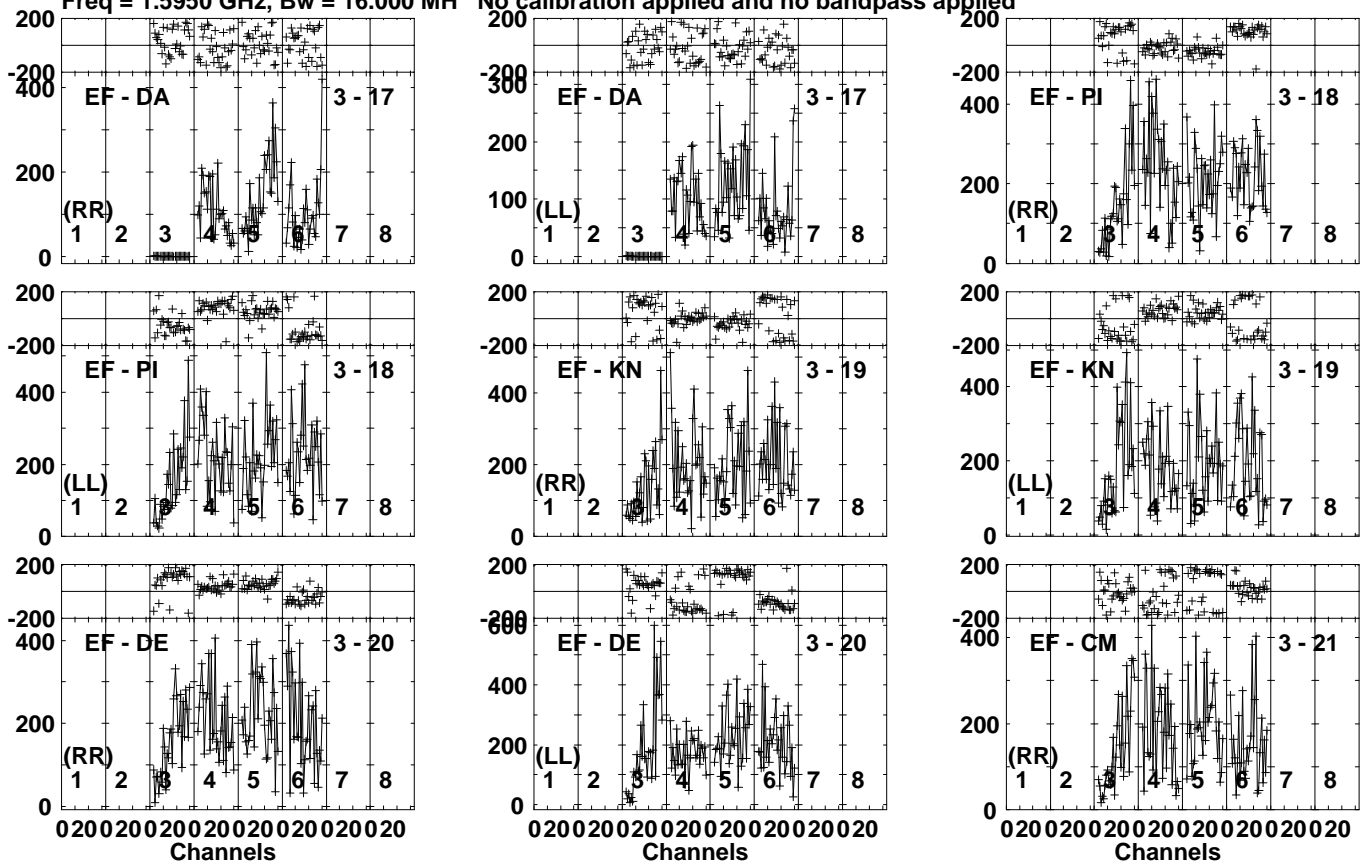 Freq = 1.5950 GHz, Bw = 16.000 MH No calibration applied and no bandpass applied
200
-200
400
200
0
EF - DA 3 - 17
(RR)
1 2 3 4 5 6 7 8
200
-200
300
200
100
0
EF - DA 3 - 17
(LL)
1 2 3 4 5 6 7 8
200
-200
400
200
0
EF - PI 3 - 18
(RR)
1 2 3 4 5 6 7 8
200
-200
400
200
0
EF - PI 3 - 18
(LL)
1 2 3 4 5 6 7 8
200
-200
400
200
0
EF - KN 3 - 19
(RR)
1 2 3 4 5 6 7 8
200
-200
400
200
0
EF - KN 3 - 19
(LL)
1 2 3 4 5 6 7 8
200
-200
400
200
0
EF - DE 3 - 20
(RR)
1 2 3 4 5 6 7 8
0 20 0 20 0 20 0 20 0 20 0 20 0 20 0 20
Channels
200
-200
600
400
200
0
EF - DE 3 - 20
(LL)
1 2 3 4 5 6 7 8
0 20 0 20 0 20 0 20 0 20 0 20 0 20 0 20
Channels
200
-200
400
200
0
EF - CM 3 - 21
(RR)
1 2 3 4 5 6 7 8
0 20 0 20 0 20 0 20 0 20 0 20 0 20 0 20
Channels